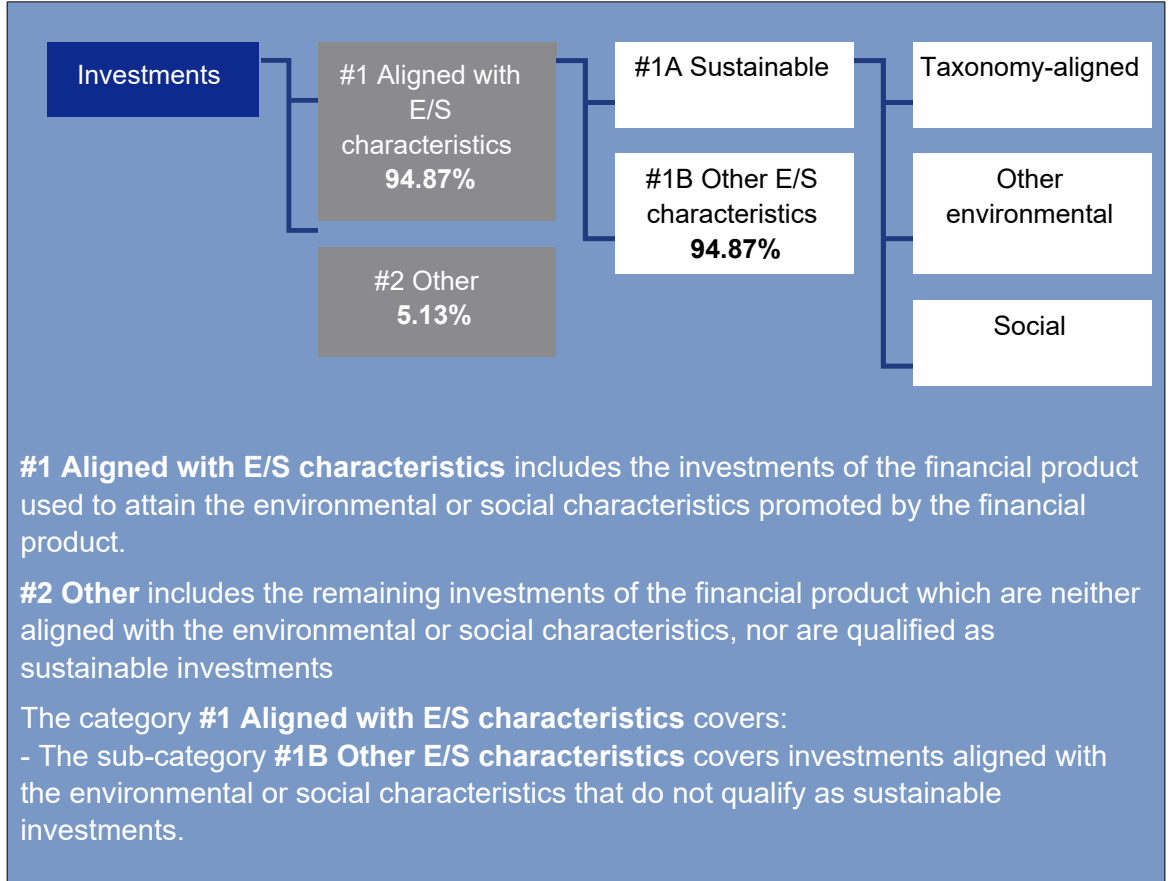 Investments
#1 Aligned with
E/S
characteristics
94.87%
#2 Other
5.13%
#1A Sustainable
#1B Other E/S
characteristics
94.87%
Taxonomy-aligned
Other
environmental
Social
#1 Aligned with E/S characteristics includes the investments of the financial product
used to attain the environmental or social characteristics promoted by the financial
product.
#2 Other includes the remaining investments of the financial product which are neither
aligned with the environmental or social characteristics, nor are qualified as
sustainable investments
The category #1 Aligned with E/S characteristics covers:
- The sub-category #1B Other E/S characteristics covers investments aligned with
the environmental or social characteristics that do not qualify as sustainable
investments.